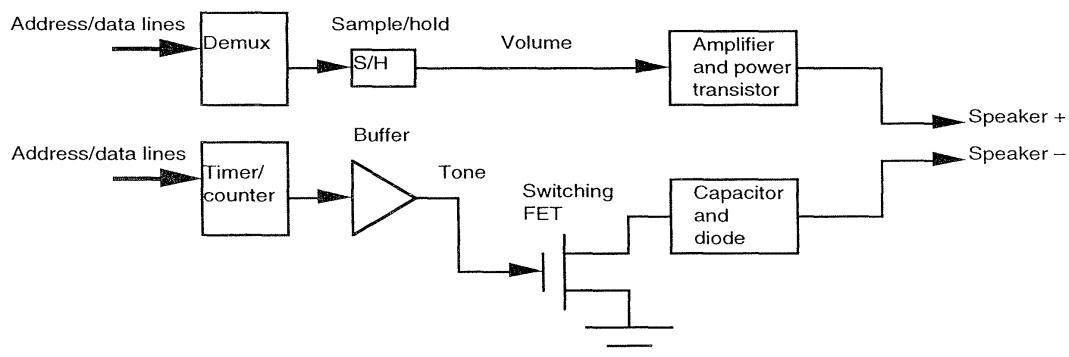 Address/data lines
Demux
Sample/hold
S/H
Volume
Amplifier
and power
transistor
Speaker +
Address/data lines
Timer/
counter
Buffer
Tone
Switching
FET
Capacitor
and
diode
Speaker –